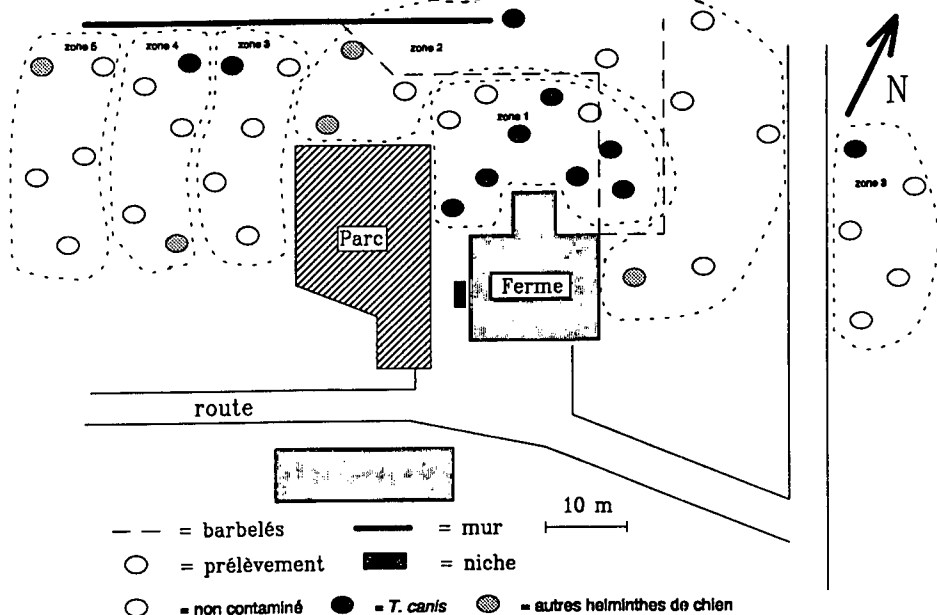 zone 5 zone 4 zone 3 zone 2
N
zone 1
zone 3
Parc
Ferme
route
10 m
= barbelés = mur
= prélèvement = niche
= non contaminé = T. canis = autres helminthes de chien